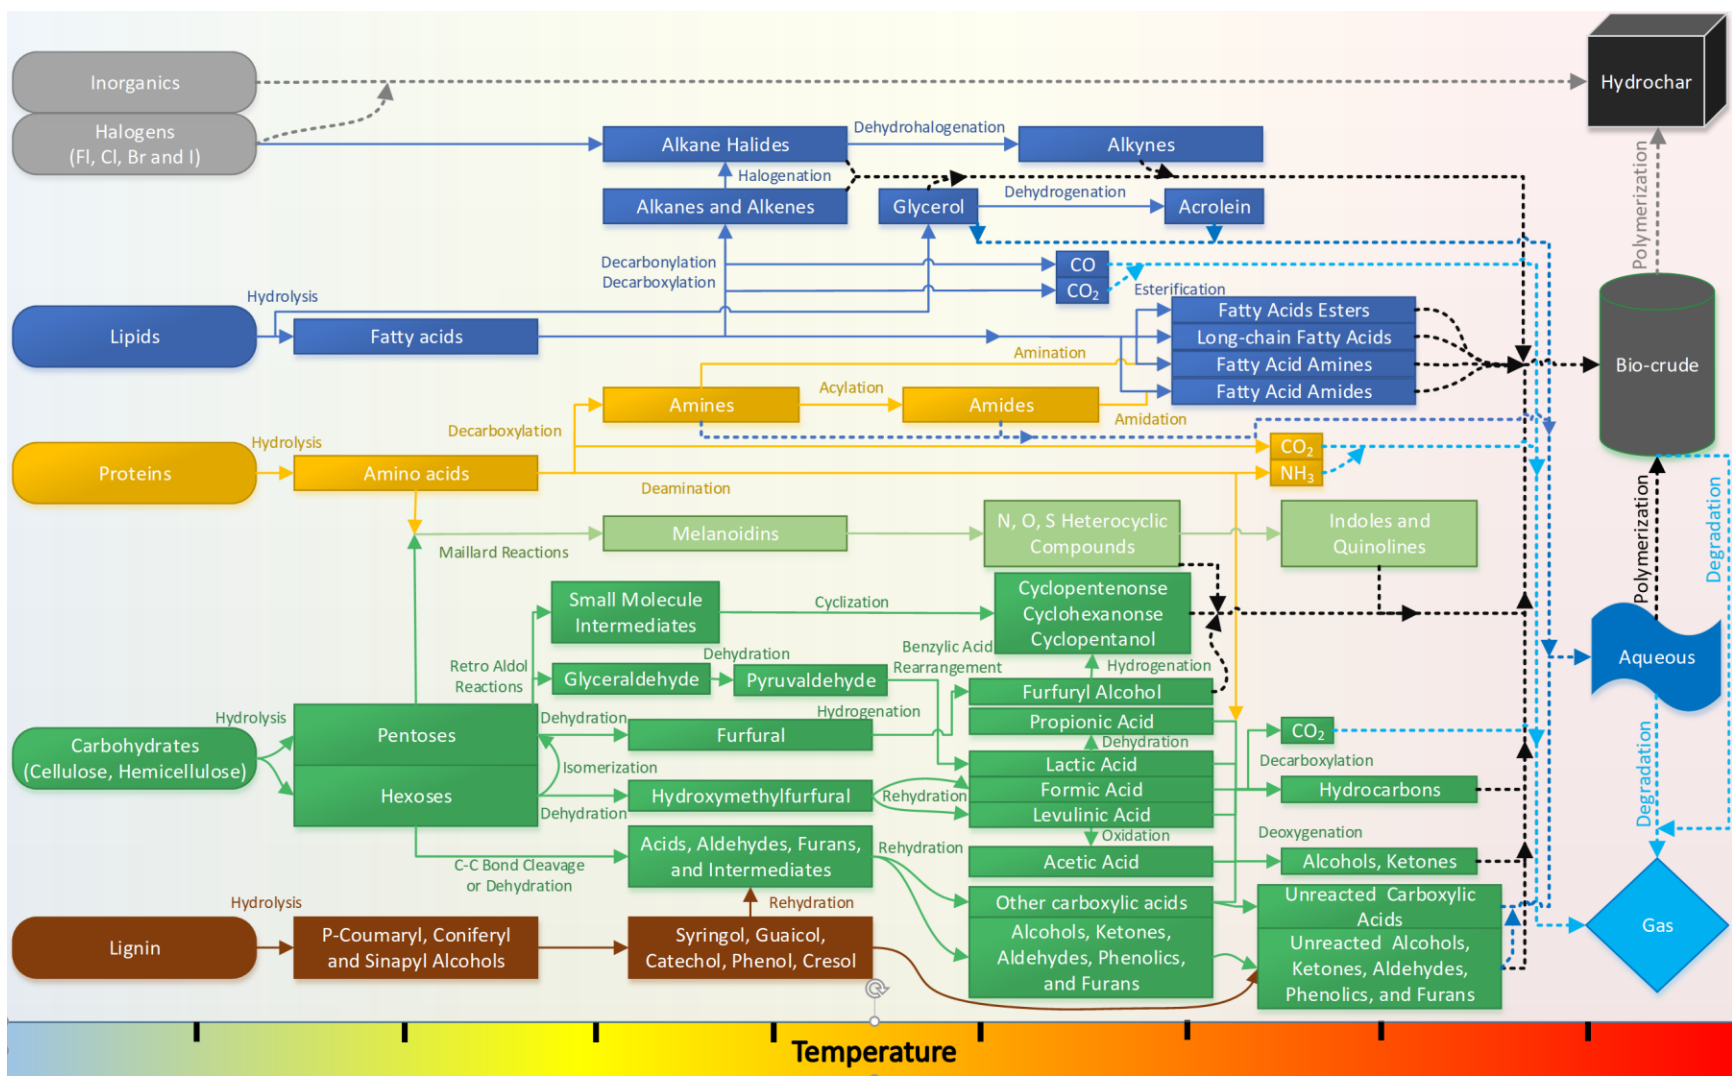 Inorganics
Halogens
(Fl, Cl, Br and I)
Hydrochar
Alkane Halides
Dehydrohalogenation
Alkynes
Halogenation
Alkanes and Alkenes
Glycerol
Dehydrogenation
Acrolein
Polymerization
Decarbonylation
Decarboxylation
CO
CO2
Hydrolysis
Lipids
Fatty acids
Esterification
Fatty Acids Esters
Long-chain Fatty Acids
Fatty Acid Amines
Fatty Acid Amides
Bio-crude
Amination
Acylation
Amines
Amides
Amidation
Decarboxylation
Hydrolysis
Proteins
Amino acids
Deamination
CO2
NH3
Maillard Reactions
Melanoidins
N, O, S Heterocyclic
Compounds
Indoles and
Quinolines
Polymerization
Degradation
Small Molecule
Intermediates
Cyclization
Cyclopentenonse
Cyclohexanonse
Cyclopentanol
Retro Aldol
Reactions
Glyceraldehyde
Dehydration
Pyruvaldehyde
Benzylic Acid
Rearrangement
Hydrogenation
Furfuryl Alcohol
Aqueous
Hydrolysis
Carbohydrates
(Cellulose, Hemicellulose)
Pentoses
Hexoses
Dehydration
Furfural
Hydrogenation
Propionic Acid
Dehydration
Lactic Acid
Formic Acid
Levulinic Acid
Isomerization
Dehydration
Hydroxymethylfurfural
Rehydration
CO2
Decarboxylation
Hydrocarbons
Degradation
Oxidation
Acetic Acid
Deoxygenation
Alcohols, Ketones
C-C Bond Cleavage
or Dehydration
Acids, Aldehydes, Furans,
and Intermediates
Rehydration
Other carboxylic acids
Alcohols, Ketones,
Aldehydes, Phenolics,
and Furans
Unreacted Carboxylic
Acids
Unreacted Alcohols,
Ketones, Aldehydes,
Phenolics, and Furans
Gas
Hydrolysis
Lignin
P-Coumaryl, Coniferyl
and Sinapyl Alcohols
Rehydration
Syringol, Guaicol,
Catechol, Phenol, Cresol
Temperature